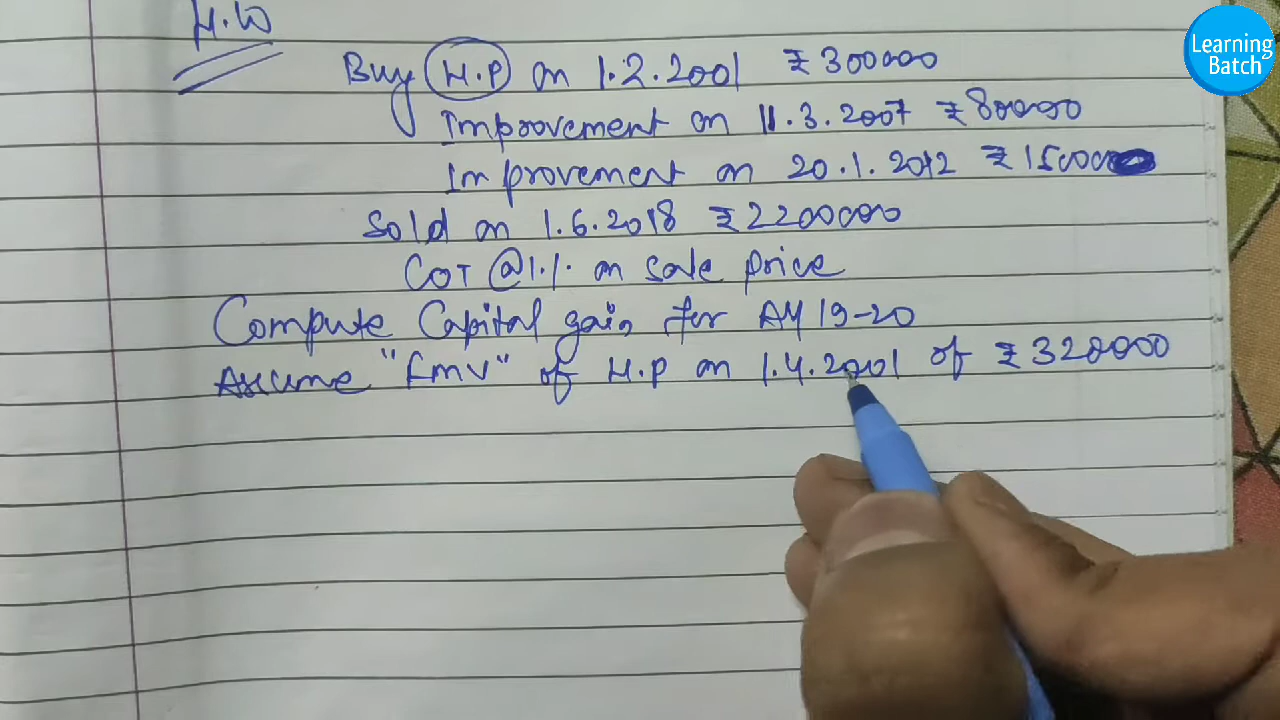 H.W
Learning
Batch
Buy H.P on 1.2.2001 ₹300000
Improvement on 11.3.2007 ₹80000
Improvement on 20.1.2012 ₹15000
Sold on 1.6.2018 ₹2200000
COT @1.% on sale price
Compute Capital gain for AY 19-20
Assume "Fmv" of H.P on 1.4.2001 of ₹320000